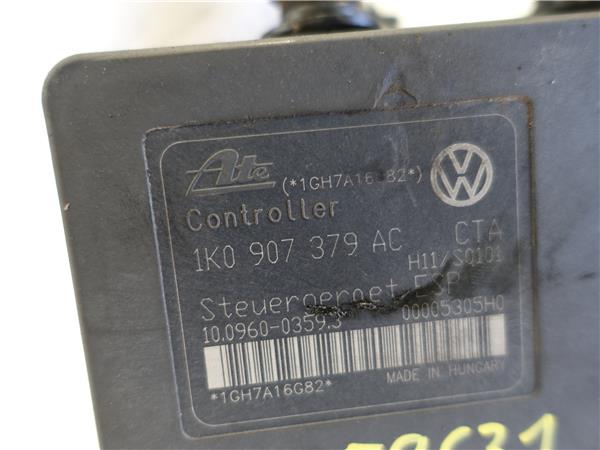 Ate (*1GH7A16G82*)
Controller
1K0 907 379 AC CTA
H11/S0101
Steuergeraet ESP
10.0960-0359.3 00005305H0
*1GH7A16G82*
MADE IN HUNGARY